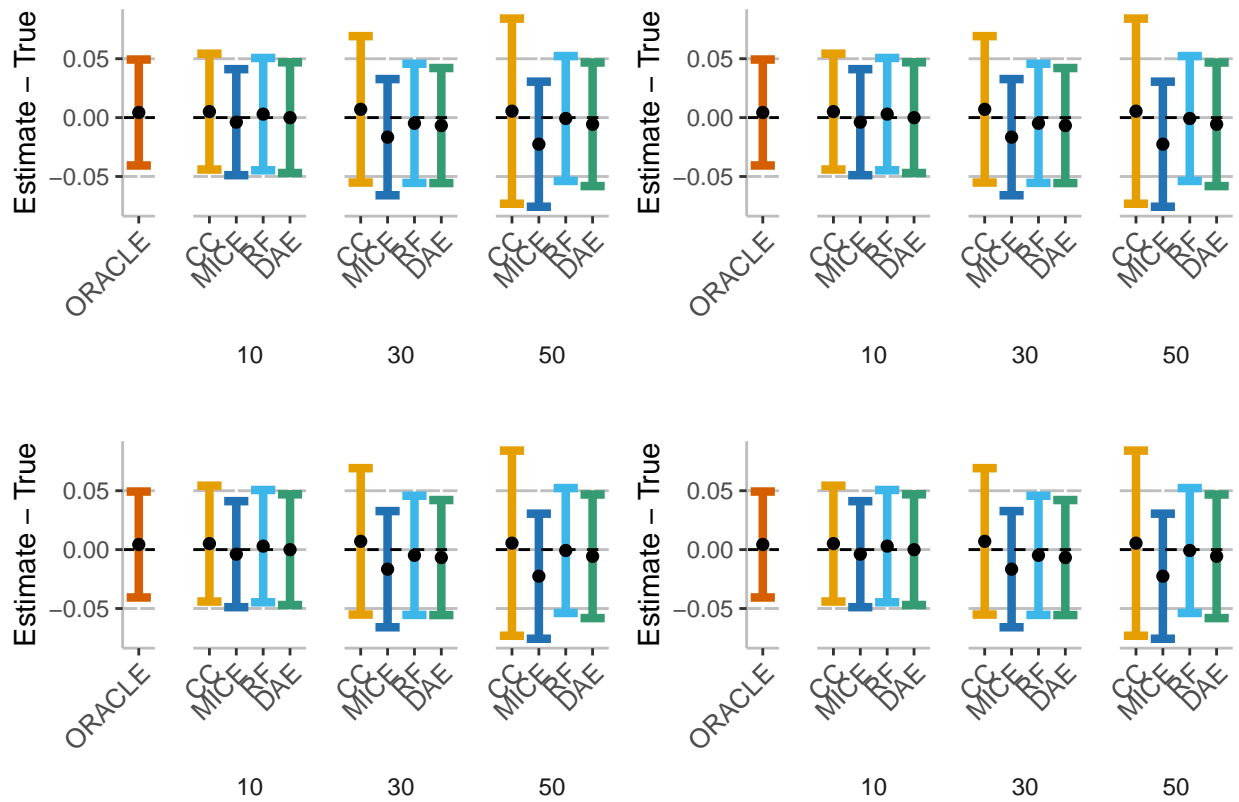 Estimate – True
0.05
0.00
−0.05
ORACLE
CC
MICE
RF
DAE
CC
MICE
RF
DAE
CC
MICE
RF
DAE
10
30
50
Estimate – True
0.05
0.00
−0.05
ORACLE
CC
MICE
RF
DAE
CC
MICE
RF
DAE
CC
MICE
RF
DAE
10
30
50
Estimate – True
0.05
0.00
−0.05
ORACLE
CC
MICE
RF
DAE
CC
MICE
RF
DAE
CC
MICE
RF
DAE
10
30
50
Estimate – True
0.05
0.00
−0.05
ORACLE
CC
MICE
RF
DAE
CC
MICE
RF
DAE
CC
MICE
RF
DAE
10
30
50